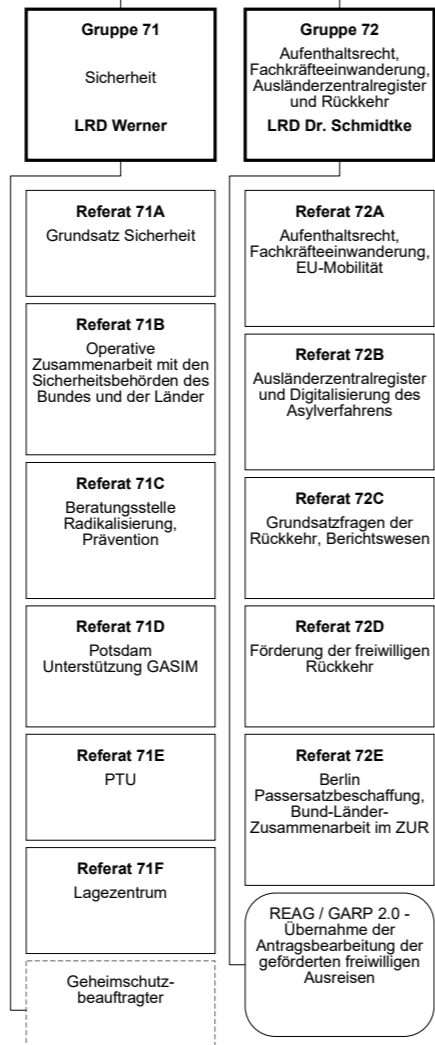 Gruppe 71
Sicherheit
LRD Werner
Referat 71A
Grundsatz Sicherheit
Referat 71B
Operative
Zusammenarbeit mit den
Sicherheitsbehörden des
Bundes und der Länder
Referat 71C
Beratungsstelle
Radikalisierung,
Prävention
Referat 71D
Potsdam
Unterstützung GASIM
Referat 71E
PTU
Referat 71F
Lagezentrum
Geheimschutz-
beauftragter
Gruppe 72
Aufenthaltsrecht,
Fachkräfteeinwanderung,
Ausländerzentralregister
und Rückkehr
LRD Dr. Schmidtke
Referat 72A
Aufenthaltsrecht,
Fachkräfteeinwanderung,
EU-Mobilität
Referat 72B
Ausländerzentralregister
und Digitalisierung des
Asylverfahrens
Referat 72C
Grundsatzfragen der
Rückkehr, Berichtswesen
Referat 72D
Förderung der freiwilligen
Rückkehr
Referat 72E
Berlin
Passersatzbeschaffung,
Bund-Länder-
Zusammenarbeit im ZUR
REAG / GARP 2.0 -
Übernahme der
Antragsbearbeitung der
geförderten freiwilligen
Ausreisen